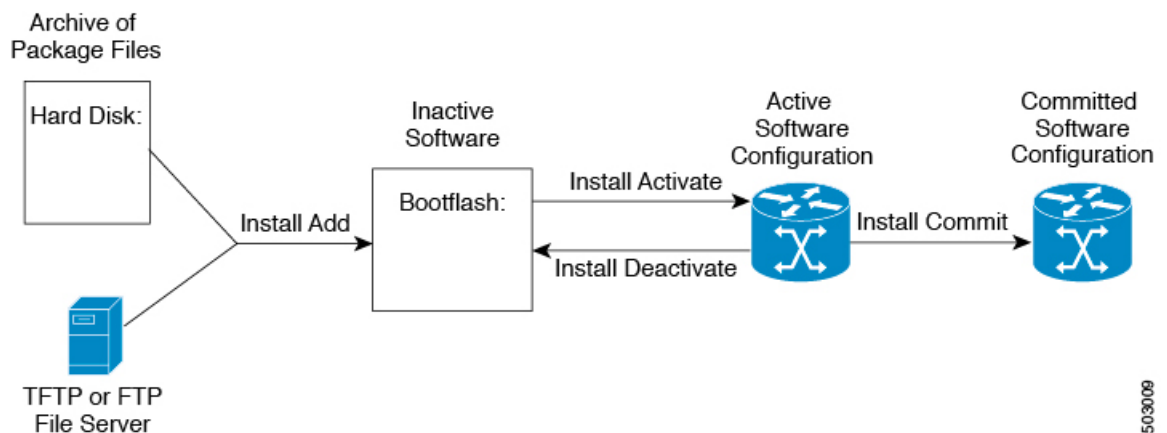 Archive of
Package Files
Hard Disk:
TFTP or FTP
File Server
Install Add
Inactive
Software
Bootflash:
Install Activate
Install Deactivate
Active
Software
Configuration
Install Commit
Committed
Software
Configuration
503009